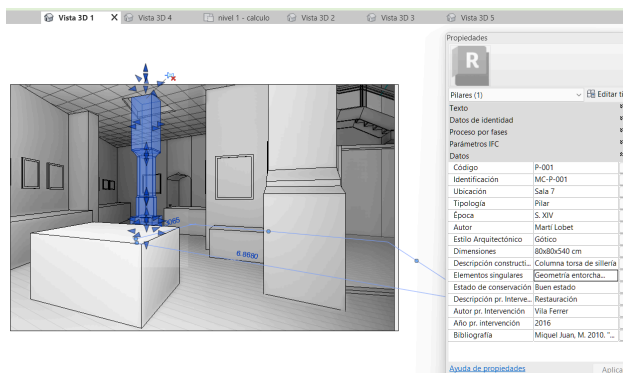 Vista 3D 1 X Vista 3D 4 nivel 1 - calculo Vista 3D 2 Vista 3D 3 Vista 3D 5
Propiedades
R
Pilares (1) Editar ti
Texto
Datos de identidad
Proceso por fases
Parámetros IFC
Datos
Código P-001
Identificación MC-P-001
Ubicación Sala 7
Tipología Pilar
Época S. XIV
Autor Martí Lobet
Estilo Arquitectónico Gótico
Dimensiones 80x80x540 cm
Descripción constructi... Columna torsa de sillería
Elementos singulares Geometría entorcha...
Estado de conservación Buen estado
Descripción pr. Interve... Restauración
Autor pr. Intervención Vila Ferrer
Año pr. intervención 2016
Bibliografía Miquel Juan, M. 2010. "...
Ayuda de propiedades Aplica
6.8680